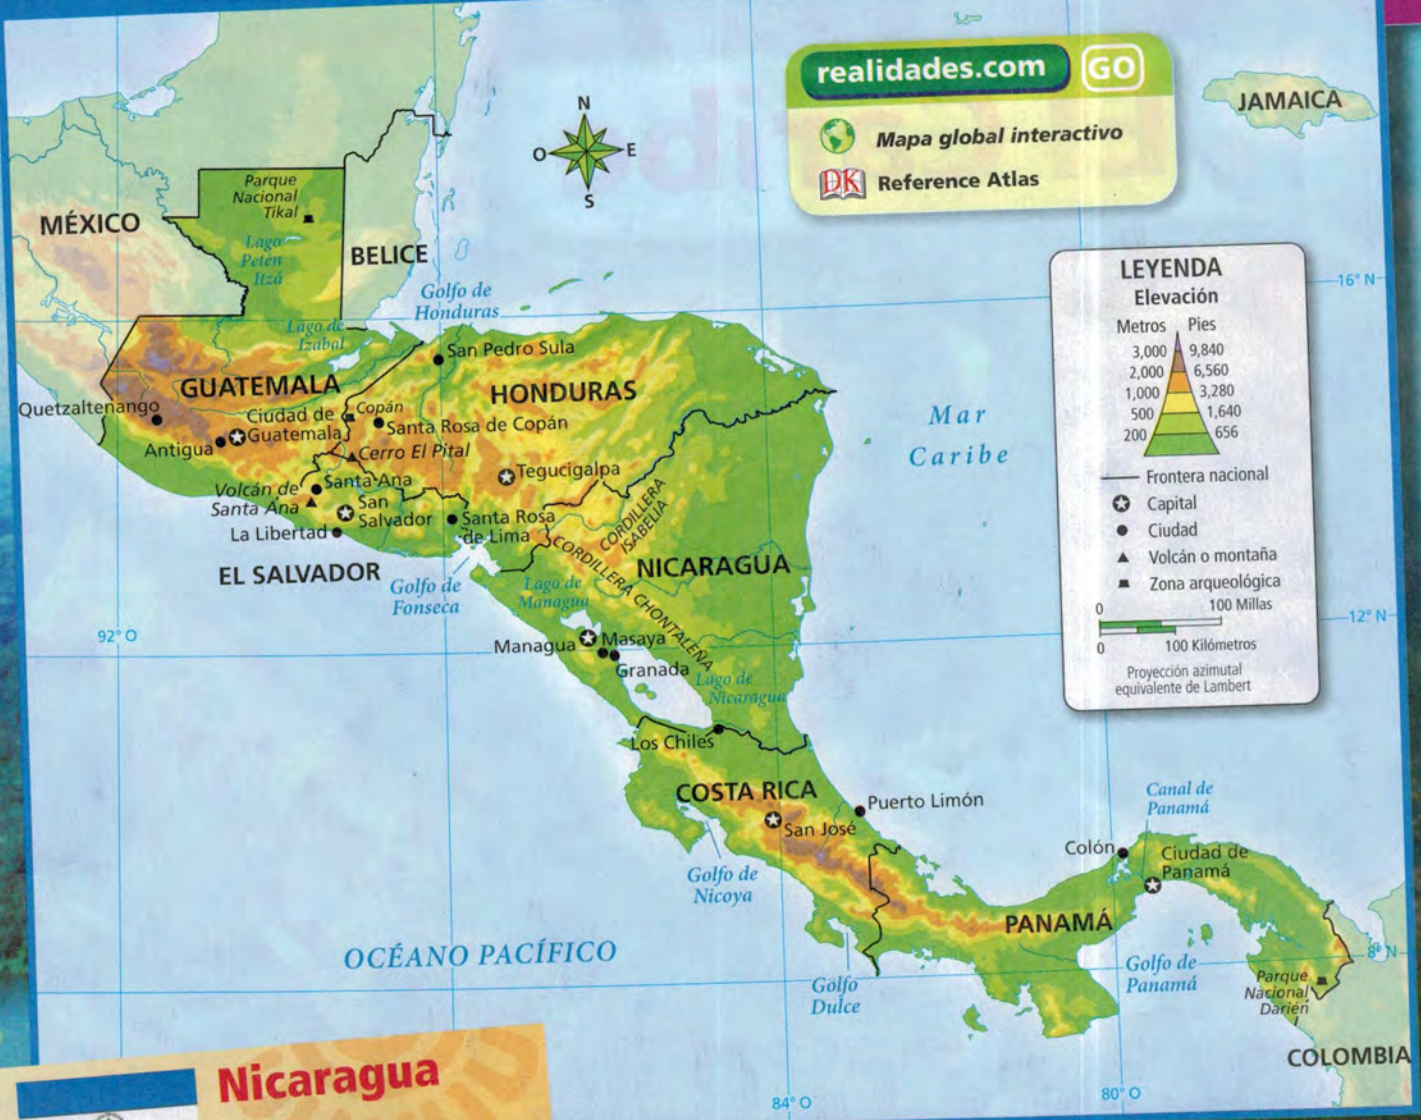 realidades.com
GO
Mapa global interactivo
DK Reference Atlas
JAMAICA
N
O
E
S
MÉXICO
Parque
Nacional
Tikal
Lago
Petén
Itzá
BELICE
Golfo de
Honduras
Lago de
Izabal
San Pedro Sula
GUATEMALA
HONDURAS
Quetzaltenango
Ciudad de
Guatemala
Copán
Santa Rosa de Copán
Antigua
Cerro El Pital
Tegucigalpa
Volcán de
Santa Ana
Santa Ana
San
Salvador
La Libertad
Santa Rosa
de Lima
EL SALVADOR
Golfo de
Fonseca
CORDILLERA
ISABELIA
CORDILLERA CHONTALEÑA
NICARAGUA
Lago de
Managua
Managua
Masaya
Granada
Lago de
Nicaragua
Mar
Caribe
LEYENDA
Elevación
Metros Pies
3,000 9,840
2,000 6,560
1,000 3,280
500 1,640
200 656
Frontera nacional
Capital
Ciudad
Volcán o montaña
Zona arqueológica
0 100 Millas
0 100 Kilómetros
Proyección azimutal
equivalente de Lambert
16° N
12° N
92° O
Los Chiles
COSTA RICA
San José
Puerto Limón
Golfo de
Nicoya
Canal de
Panamá
Colón
Ciudad de
Panamá
PANAMÁ
OCÉANO PACÍFICO
Golfo
Dulce
Golfo de
Panamá
8° N
Parque
Nacional
Darién
COLOMBIA
84° O
80° O
Nicaragua